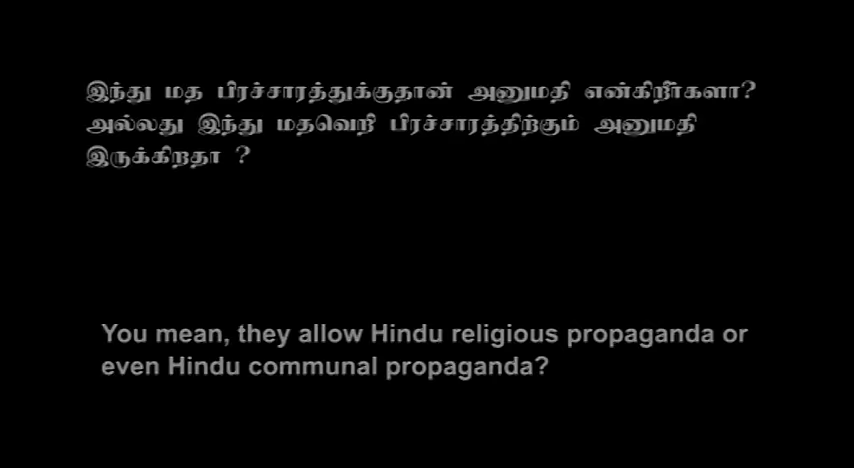 இந்து மத பிரச்சாரத்துக்குதான் அனுமதி என்கிறீர்களா?
அல்லது இந்து மதவெறி பிரச்சாரத்திற்கும் அனுமதி
இருக்கிறதா ?
You mean, they allow Hindu religious propaganda or
even Hindu communal propaganda?